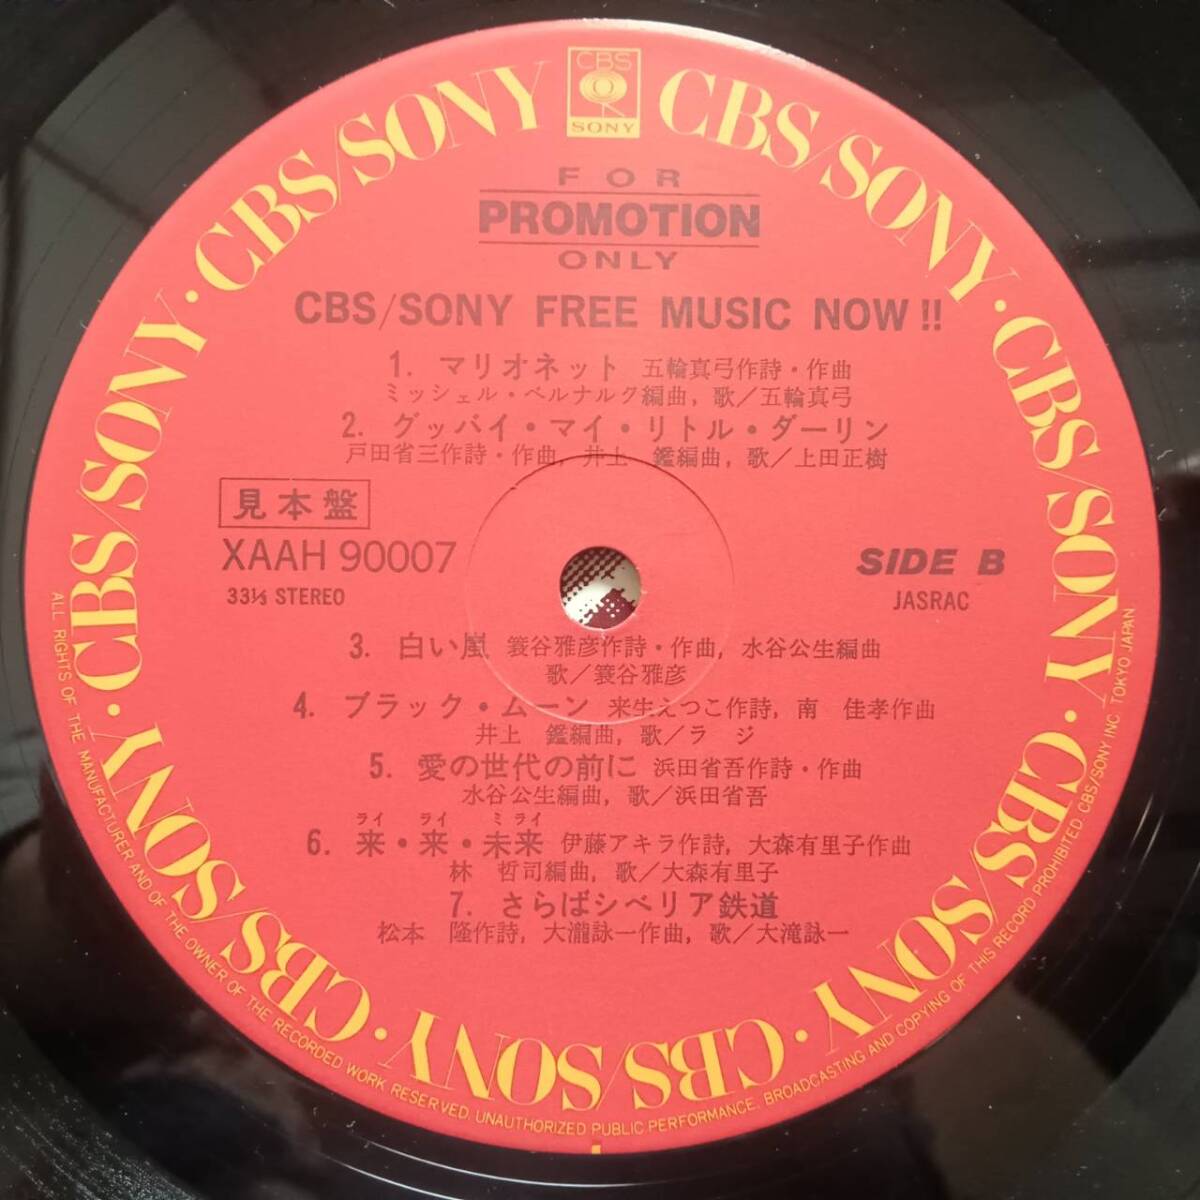 CBS
SONY
CBS/SONY · CBS/SONY · CBS/SONY · CBS/SONY · CBS/SONY · CBS/SONY · CBS/SONY · CBS/SONY
FOR
PROMOTION
ONLY
CBS/SONY FREE MUSIC NOW!!
1. マリオネット 五輪真弓作詩・作曲
ミッシェル・ベルナルク編曲, 歌/五輪真弓
2. グッバイ・マイ・リトル・ダーリン
戸田省三作詩・作曲, 井上 鑑編曲, 歌/上田正樹
見本盤
XAAH 90007
33⅓ STEREO
SIDE B
JASRAC
3. 白い嵐 簑谷雅彦作詩・作曲, 水谷公生編曲
歌/簑谷雅彦
4. ブラック・ムーン 来生えつこ作詩, 南 佳孝作曲
井上 鑑編曲, 歌/ラ ジ
5. 愛の世代の前に 浜田省吾作詩・作曲
水谷公生編曲, 歌/浜田省吾
ライ ライ ミライ
6. 来・来・未来 伊藤アキラ作詩, 大森有里子作曲
林 哲司編曲, 歌/大森有里子
7. さらばシベリア鉄道
松本 隆作詩, 大瀧詠一作曲, 歌/大滝詠一
ALL RIGHTS OF THE MANUFACTURER AND OF THE OWNER OF THE RECORDED WORK RESERVED. UNAUTHORIZED PUBLIC PERFORMANCE. BROADCASTING AND COPYING OF THIS RECORD PROHIBITED CBS/SONY INC. TOKYO JAPAN